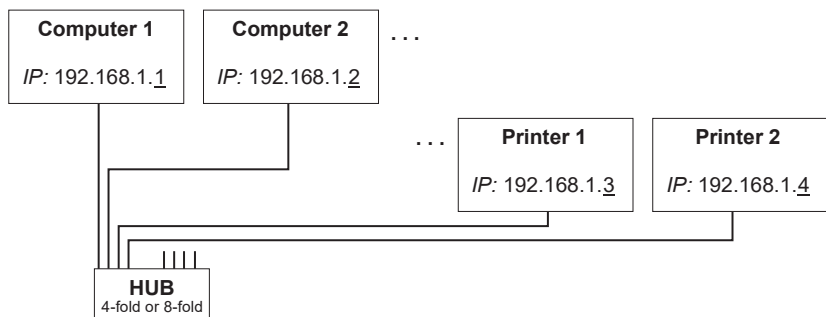 Computer 1
IP: 192.168.1.1
Computer 2
IP: 192.168.1.2
. . .
. . .
Printer 1
IP: 192.168.1.3
Printer 2
IP: 192.168.1.4
HUB
4-fold or 8-fold